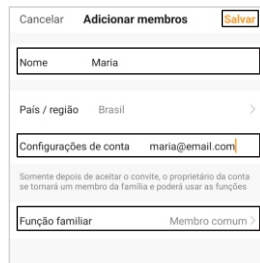 Cancelar Adicionar membros Salvar
Nome Maria
País / região Brasil
Configurações de conta maria@email.com
Somente depois de aceitar o convite, o proprietário da conta
se tornará um membro da família e poderá usar as funções
Função familiar Membro comum